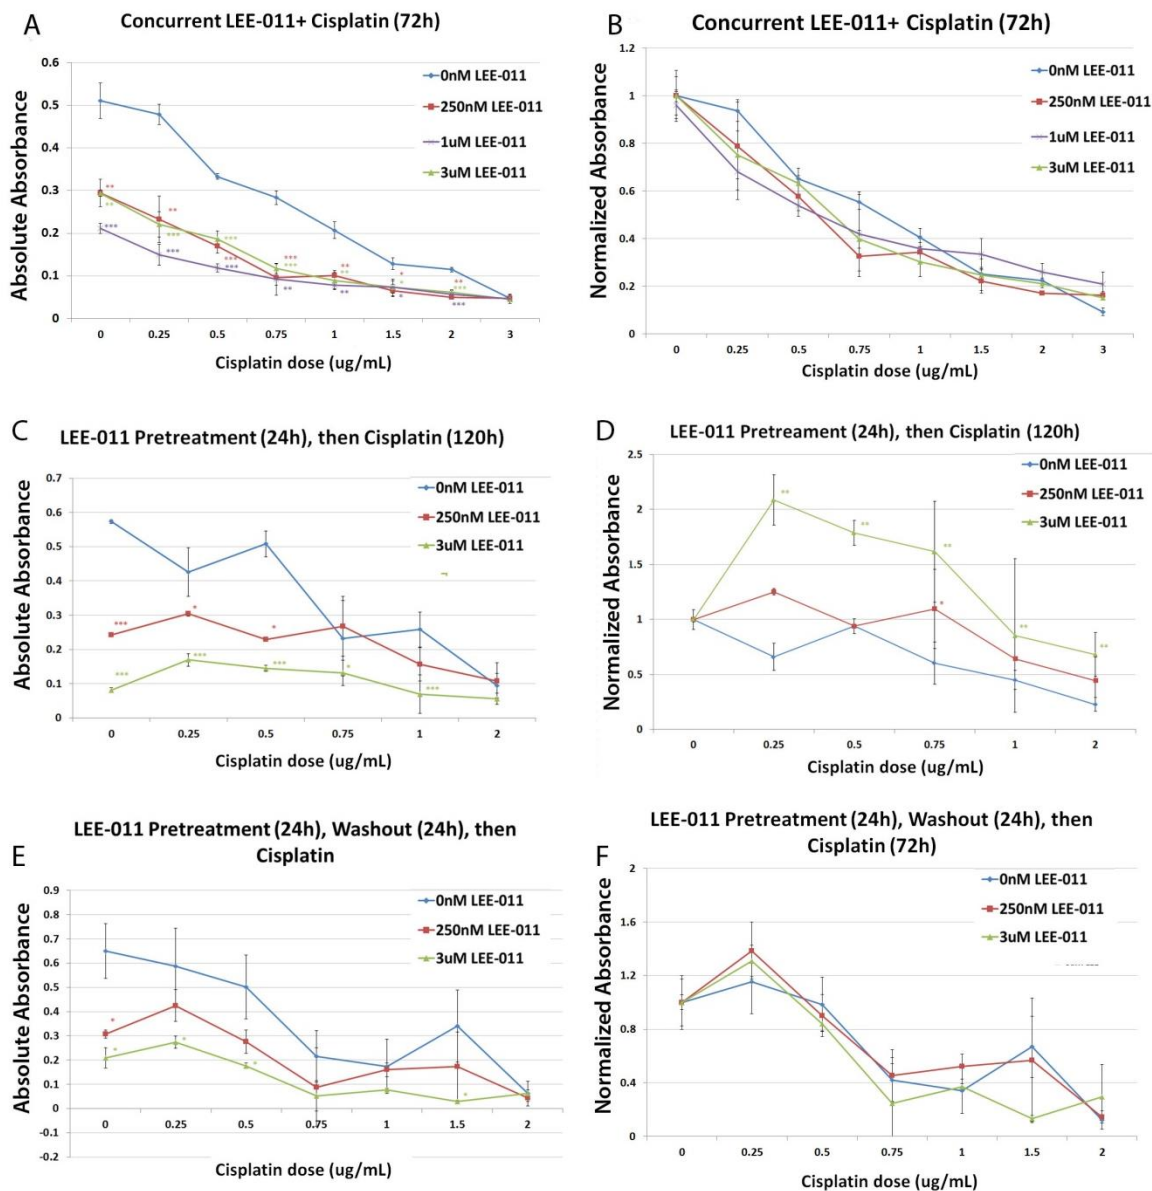 A
Concurrent LEE-011+ Cisplatin (72h)
Absolute Absorbance
0.6
0.5
0.4
0.3
0.2
0.1
0
0nM LEE-011
250nM LEE-011
1uM LEE-011
3uM LEE-011
** ** *** ** *** *** *** *** *** *** *** ** ** ** ** * * * ** *** ***
0 0.25 0.5 0.75 1 1.5 2 3
Cisplatin dose (ug/mL)
B
Concurrent LEE-011+ Cisplatin (72h)
Normalized Absorbance
1.2
1
0.8
0.6
0.4
0.2
0
0nM LEE-011
250nM LEE-011
1uM LEE-011
3uM LEE-011
0 0.25 0.5 0.75 1 1.5 2 3
Cisplatin dose (ug/mL)
C
LEE-011 Pretreatment (24h), then Cisplatin (120h)
Absolute Absorbance
0.7
0.6
0.5
0.4
0.3
0.2
0.1
0
0nM LEE-011
250nM LEE-011
3uM LEE-011
*** * *
*** *** *** * ***
0 0.25 0.5 0.75 1 2
Cisplatin dose (ug/mL)
D
LEE-011 Pretreament (24h), then Cisplatin (120h)
Normalized Absorbance
2.5
2
1.5
1
0.5
0
0nM LEE-011
250nM LEE-011
3uM LEE-011
** ** ** ** **
*
0 0.25 0.5 0.75 1 2
Cisplatin dose (ug/mL)
E
LEE-011 Pretreatment (24h), Washout (24h), then
Cisplatin
Absolute Absorbance
0.9
0.8
0.7
0.6
0.5
0.4
0.3
0.2
0.1
0
-0.1
-0.2
0nM LEE-011
250nM LEE-011
3uM LEE-011
*
* * * *
0 0.25 0.5 0.75 1 1.5 2
Cisplatin dose (ug/mL)
F
LEE-011 Pretreatment (24h), Washout (24h), then
Cisplatin (72h)
Normalized Absorbance
2
1.6
1.2
0.8
0.4
0
0nM LEE-011
250nM LEE-011
3uM LEE-011
0 0.25 0.5 0.75 1 1.5 2
Cisplatin dose (ug/mL)